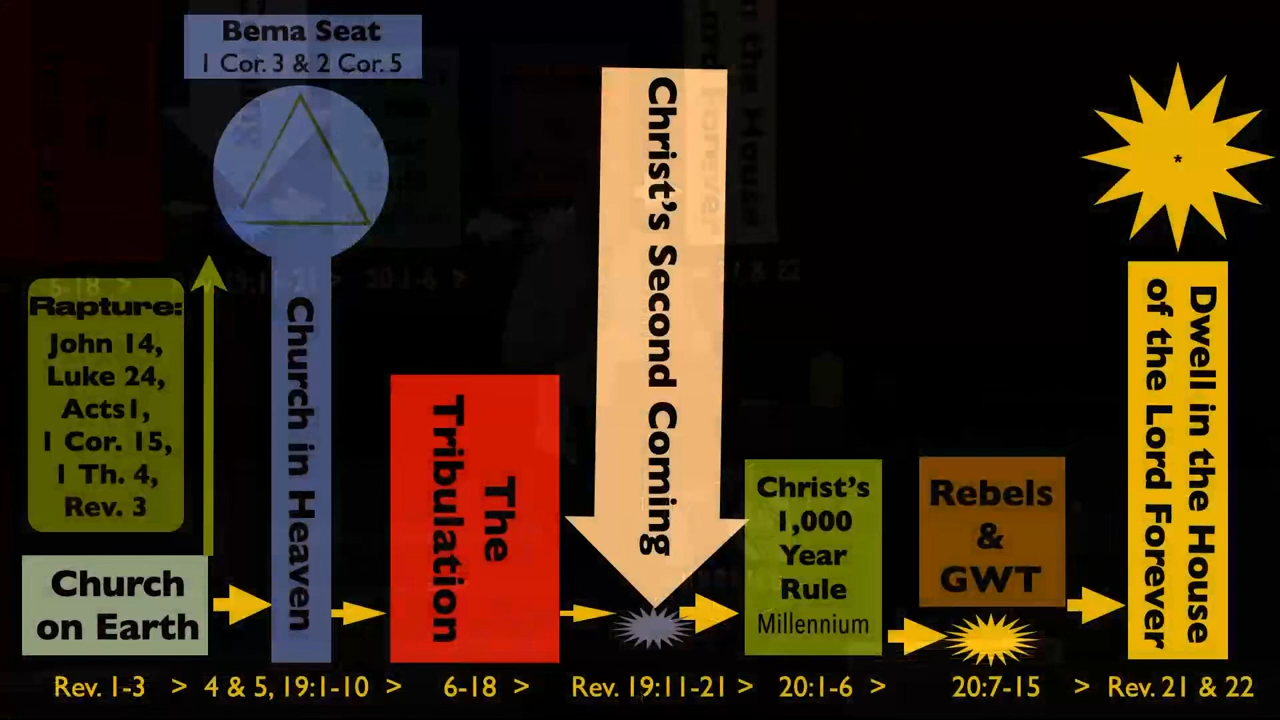 Bema Seat
1 Cor. 3 & 2 Cor. 5
Rapture:
John 14,
Luke 24,
Acts1,
1 Cor. 15,
1 Th. 4,
Rev. 3
Church
on Earth
Church in Heaven
The
Tribulation
Christ's Second Coming
Christ's
1,000
Year
Rule
Millennium
Rebels
&
GWT
*
Dwell in the House
of the Lord Forever
Rev. 1-3 > 4 & 5, 19:1-10 > 6-18 > Rev. 19:11-21 > 20:1-6 > 20:7-15 > Rev. 21 & 22